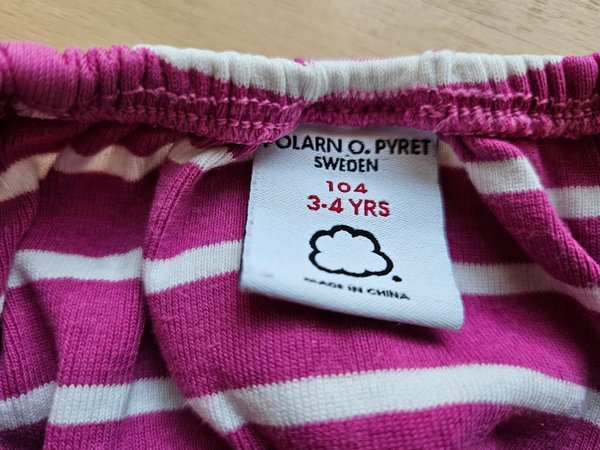 POLARN O. PYRET
SWEDEN
104
3-4 YRS
MADE IN CHINA